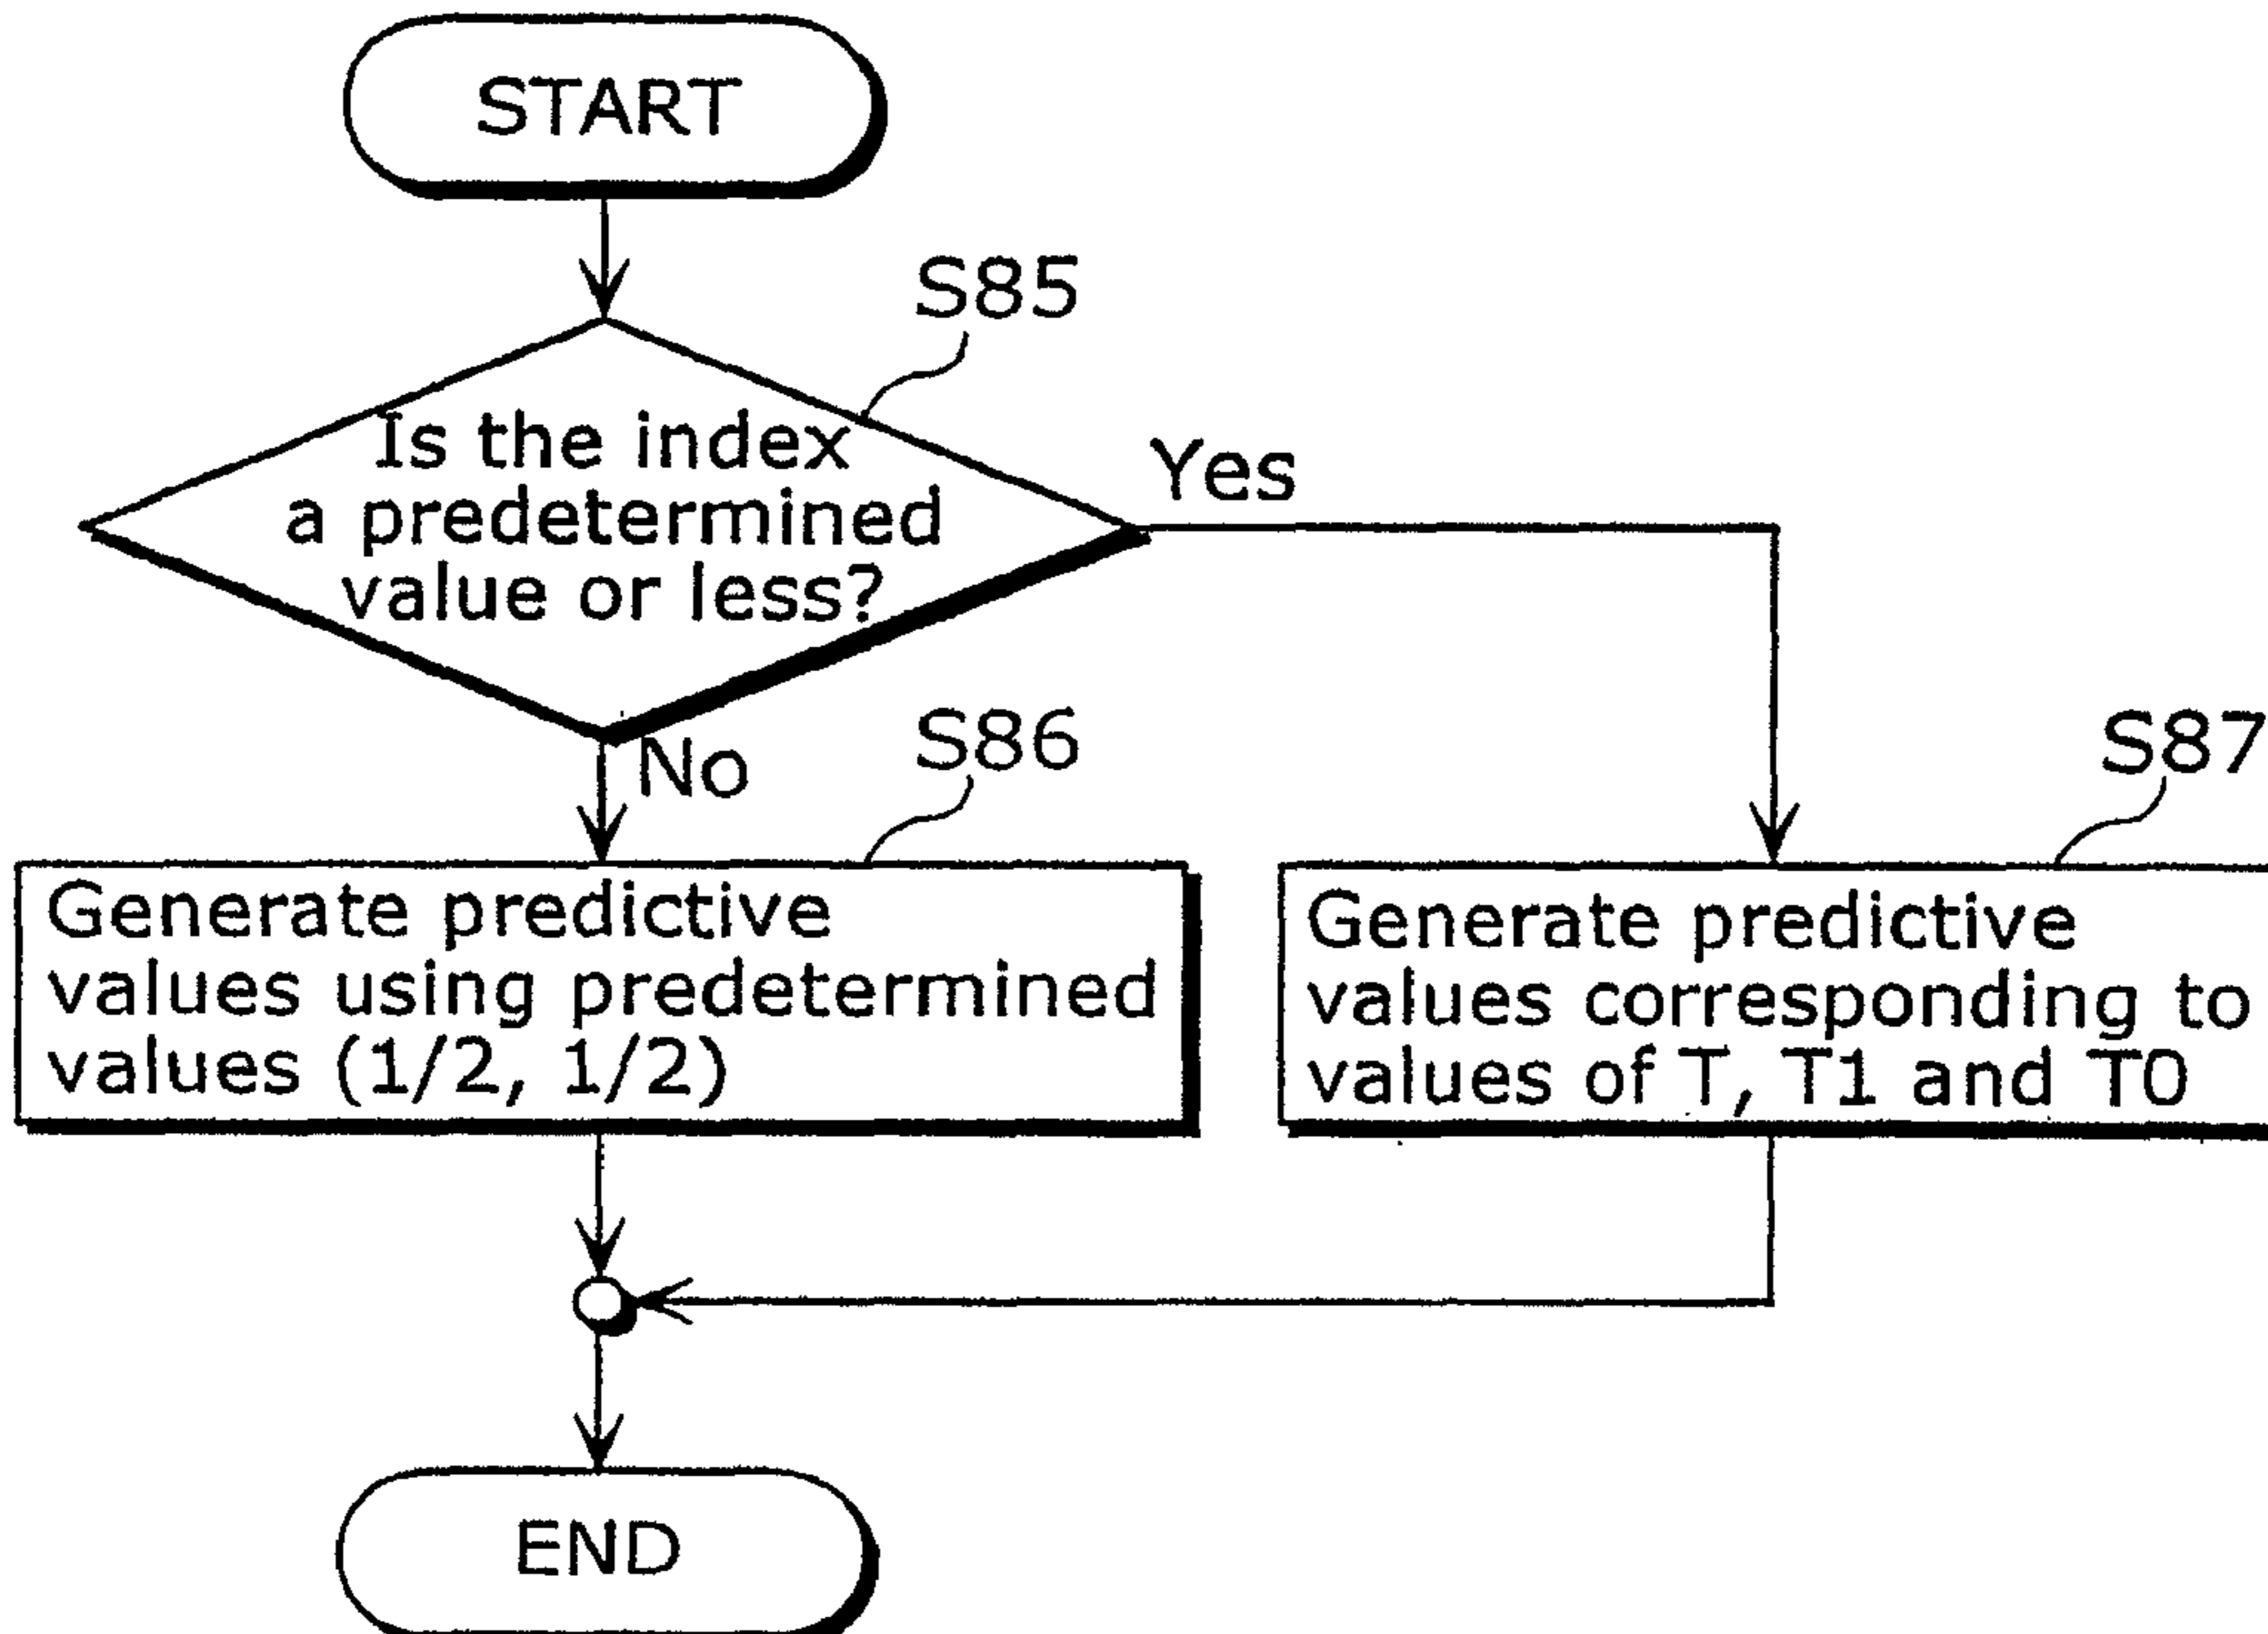 START
S85
Is the index
a predetermined
value or less?
Yes
No
S86
Generate predictive
values using predetermined
values (1/2, 1/2)
S87
Generate predictive
values corresponding to
values of T, T1 and T0
END